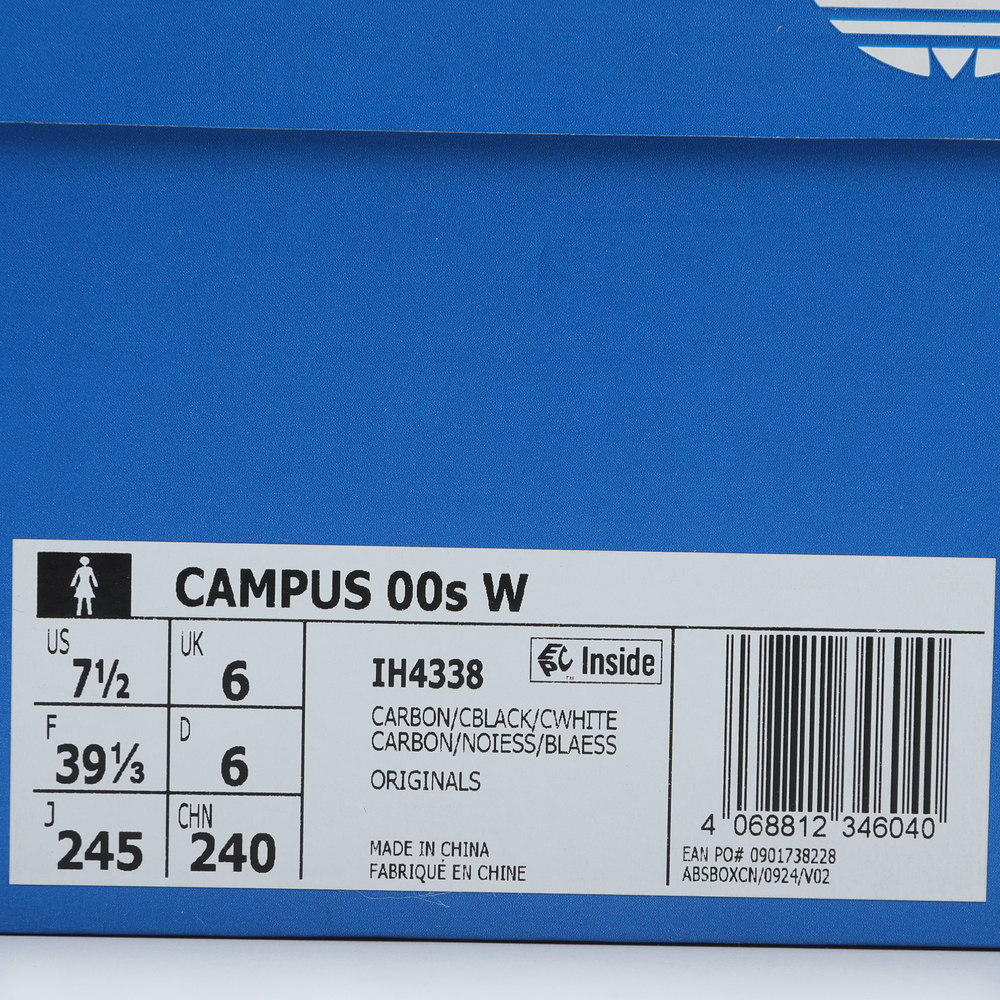 CAMPUS 00s W
US
7½
UK
6
F
39⅓
D
6
J
245
CHN
240
IH4338
Inside
CARBON/CBLACK/CWHITE
CARBON/NOIESS/BLAESS
ORIGINALS
MADE IN CHINA
FABRIQUÉ EN CHINE
4 068812 346040
EAN PO# 0901738228
ABSBOXCN/0924/V02